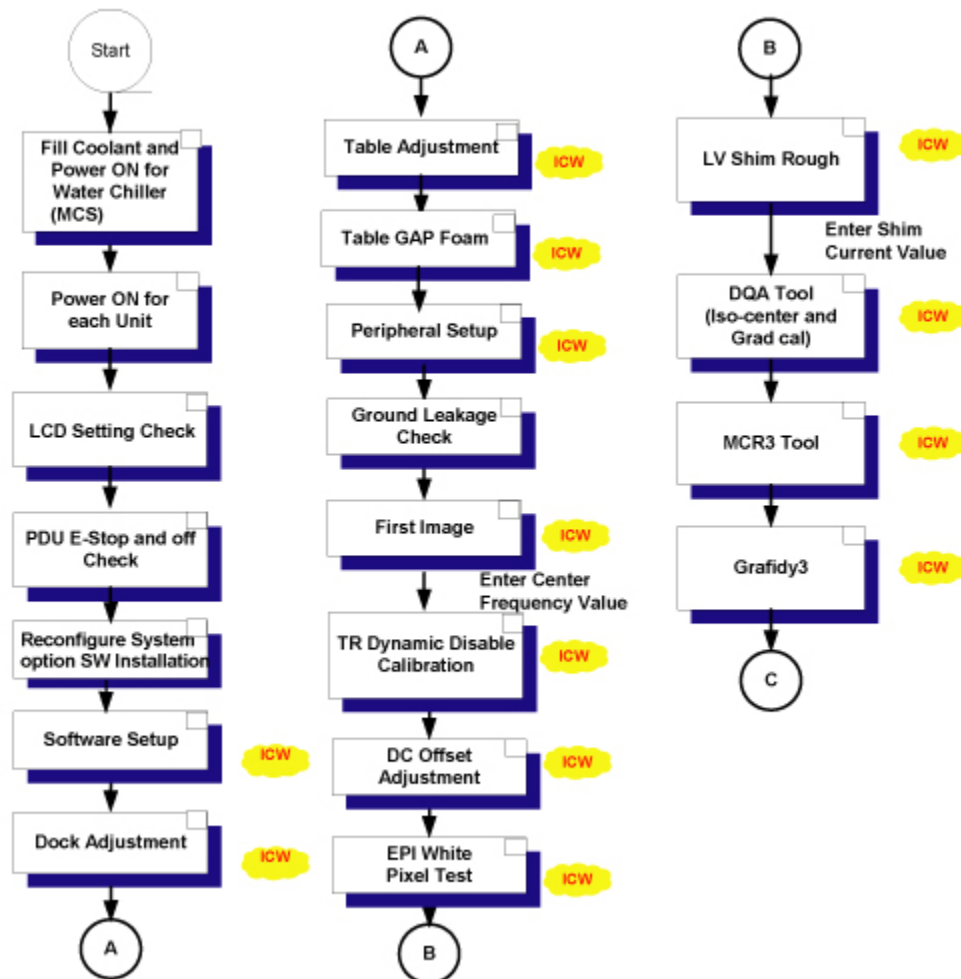 Start
Fill Coolant and
Power ON for
Water Chiller
(MCS)
Power ON for
each Unit
LCD Setting Check
PDU E-Stop and off
Check
Reconfigure System
option SW Installation
Software Setup
ICW
Dock Adjustment
ICW
A
A
Table Adjustment
ICW
Table GAP Foam
ICW
Peripheral Setup
ICW
Ground Leakage
Check
First Image
ICW
Enter Center
Frequency Value
TR Dynamic Disable
Calibration
ICW
DC Offset
Adjustment
ICW
EPI White
Pixel Test
ICW
B
B
LV Shim Rough
ICW
Enter Shim
Current Value
DQA Tool
(Iso-center and
Grad cal)
ICW
MCR3 Tool
ICW
Grafidy3
ICW
C